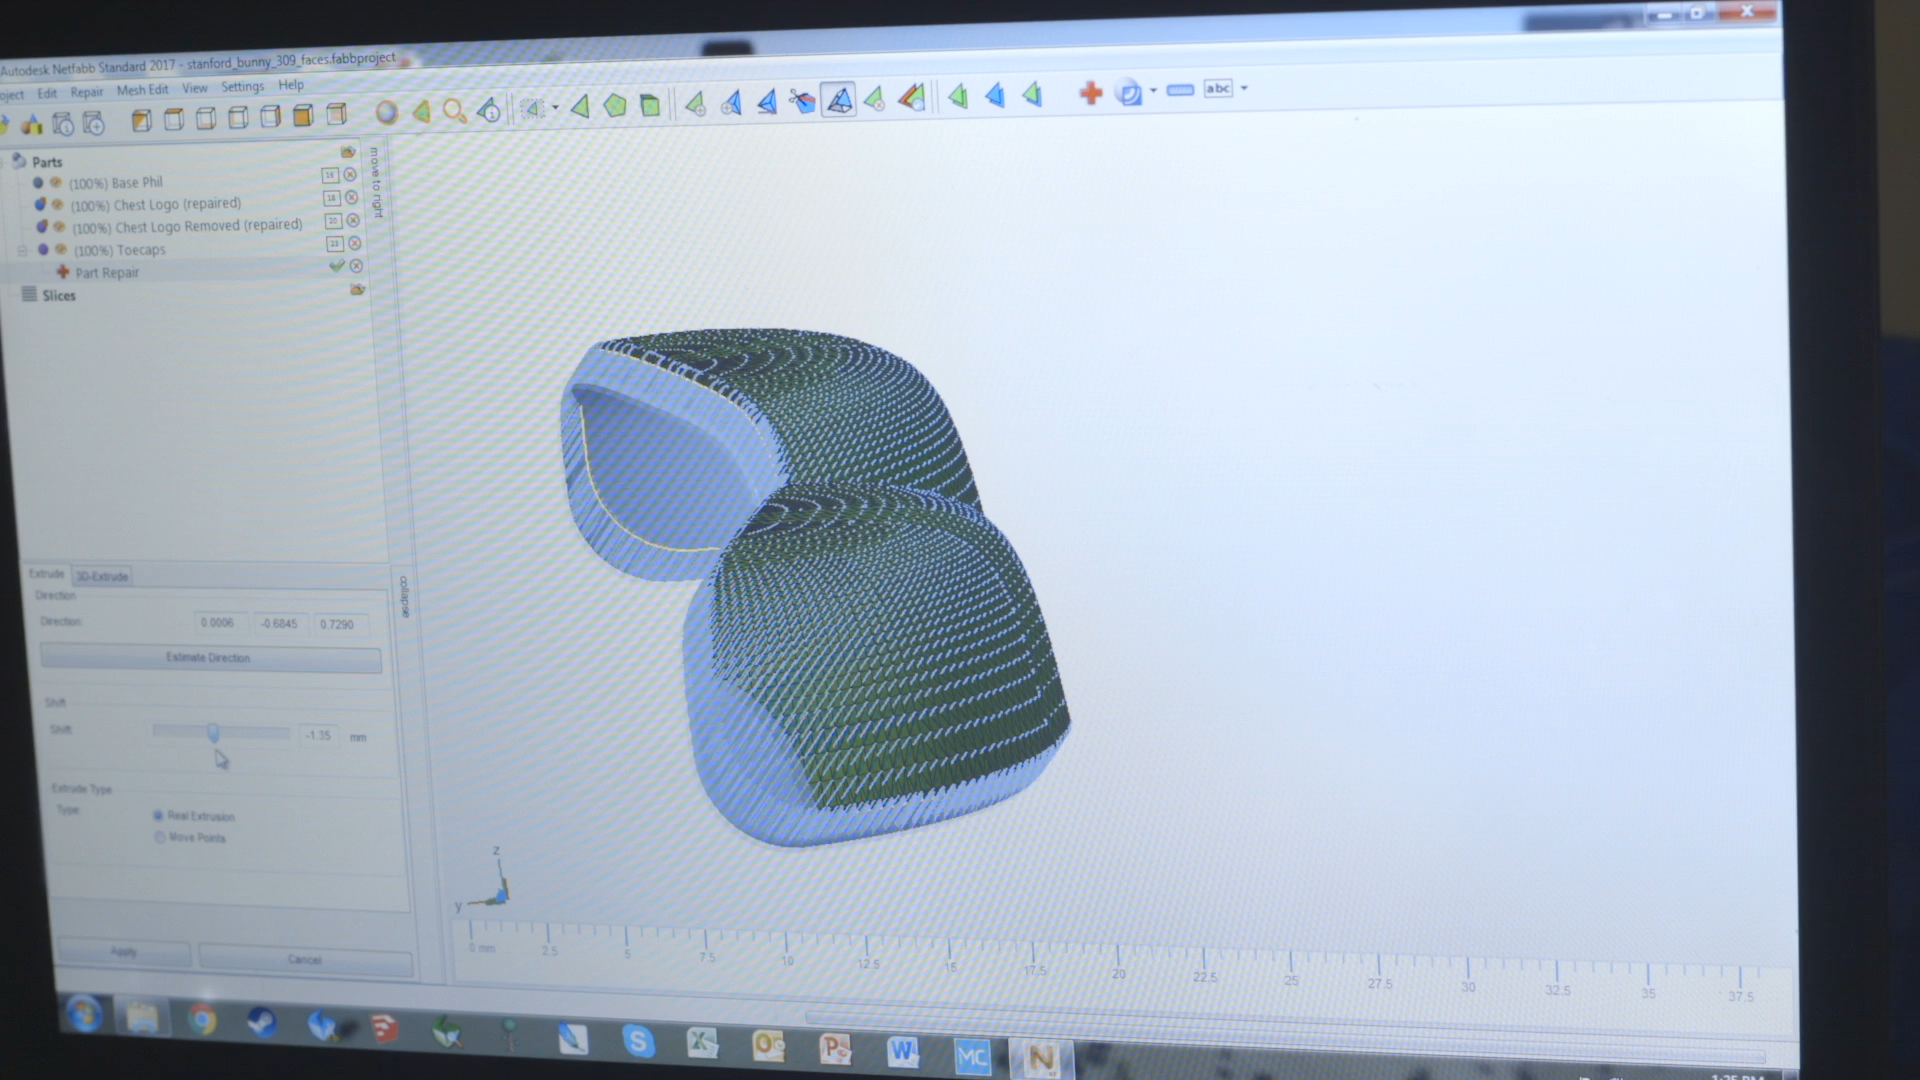 Autodesk Netfabb Standard 2017 - stanford_bunny_309_faces.fabbproject
oject Edit Repair Mesh Edit View Settings Help
abc
Parts
(100%) Base Phil
(100%) Chest Logo (repaired)
(100%) Chest Logo Removed (repaired)
(100%) Toecaps
Part Repair
Slices
move to right
collapse
Extrude 3D-Extrude
Direction
Direction: 0.0006 -0.6845 0.7290
Estimate Direction
Shift
Shift: -1.35 mm
Extrude Type
Type: Real Extrusion
Move Points
Apply Cancel
z
y
0 mm 2.5 5 7.5 10 12.5 15 17.5 20 22.5 25 27.5 30 32.5 35 37.5
S X O P W MC N